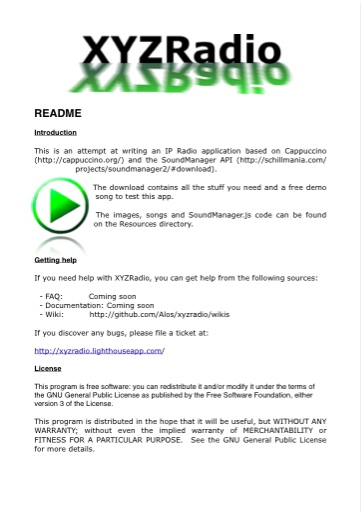 XYZRadio
XYZRadio
README
Introduction
This is an attempt at writing an IP Radio application based on Cappuccino
(http://cappuccino.org/) and the SoundManager API (http://schillmania.com/
projects/soundmanager2/#download).
The download contains all the stuff you need and a free demo
song to test this app.
The images, songs and SoundManager.js code can be found
on the Resources directory.
Getting help
If you need help with XYZRadio, you can get help from the following sources:
- FAQ: Coming soon
- Documentation: Coming soon
- Wiki: http://github.com/Alos/xyzradio/wikis
If you discover any bugs, please file a ticket at:
http://xyzradio.lighthouseapp.com/
License
This program is free software: you can redistribute it and/or modify it under the terms of
the GNU General Public License as published by the Free Software Foundation, either
version 3 of the License.
This program is distributed in the hope that it will be useful, but WITHOUT ANY
WARRANTY; without even the implied warranty of MERCHANTABILITY or
FITNESS FOR A PARTICULAR PURPOSE. See the GNU General Public License
for more details.